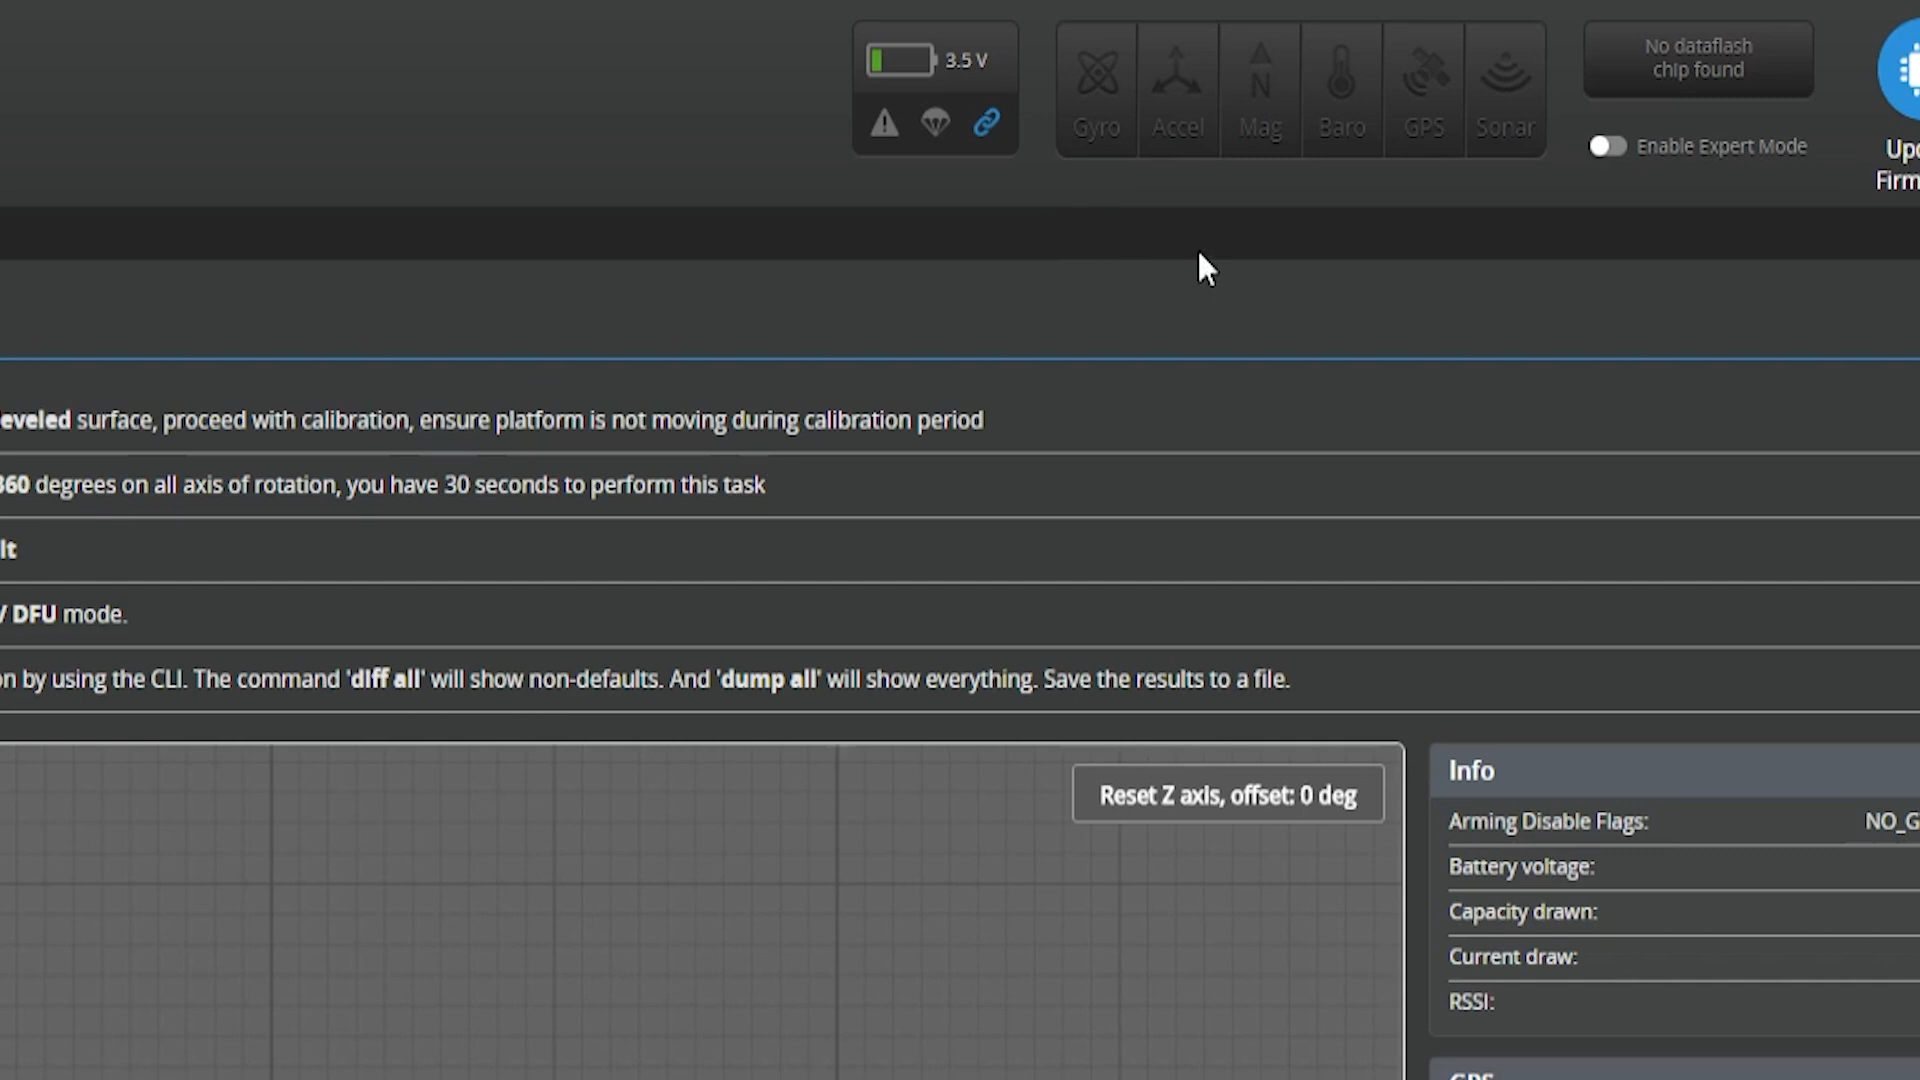 3.5 V
Gyro
Accel
N
Mag
Baro
GPS
Sonar
No dataflash
chip found
Enable Expert Mode
Upd
Firm
eveled surface, proceed with calibration, ensure platform is not moving during calibration period
360 degrees on all axis of rotation, you have 30 seconds to perform this task
lt
/ DFU mode.
on by using the CLI. The command 'diff all' will show non-defaults. And 'dump all' will show everything. Save the results to a file.
Reset Z axis, offset: 0 deg
Info
Arming Disable Flags: NO_G
Battery voltage:
Capacity drawn:
Current draw:
RSSI:
GPS